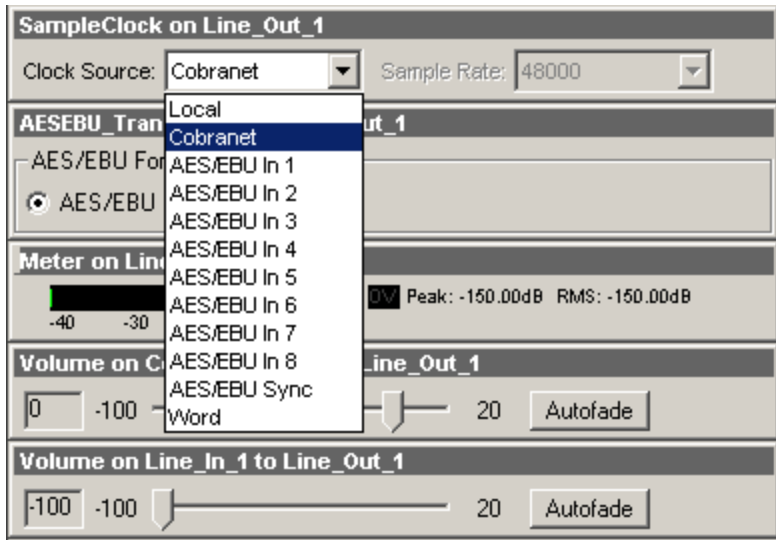 SampleClock on Line_Out_1
Clock Source: Cobranet Sample Rate: 48000
Local
Cobranet
AES/EBU In 1
AES/EBU In 2
AES/EBU In 3
AES/EBU In 4
AES/EBU In 5
AES/EBU In 6
AES/EBU In 7
AES/EBU In 8
AES/EBU Sync
Word
AESEBU_Tran ut_1
AES/EBU For
AES/EBU
Meter on Line
0V Peak: -150.00dB RMS: -150.00dB
-40 -30
Volume on C Line_Out_1
0 -100 20 Autofade
Volume on Line_In_1 to Line_Out_1
-100 -100 20 Autofade